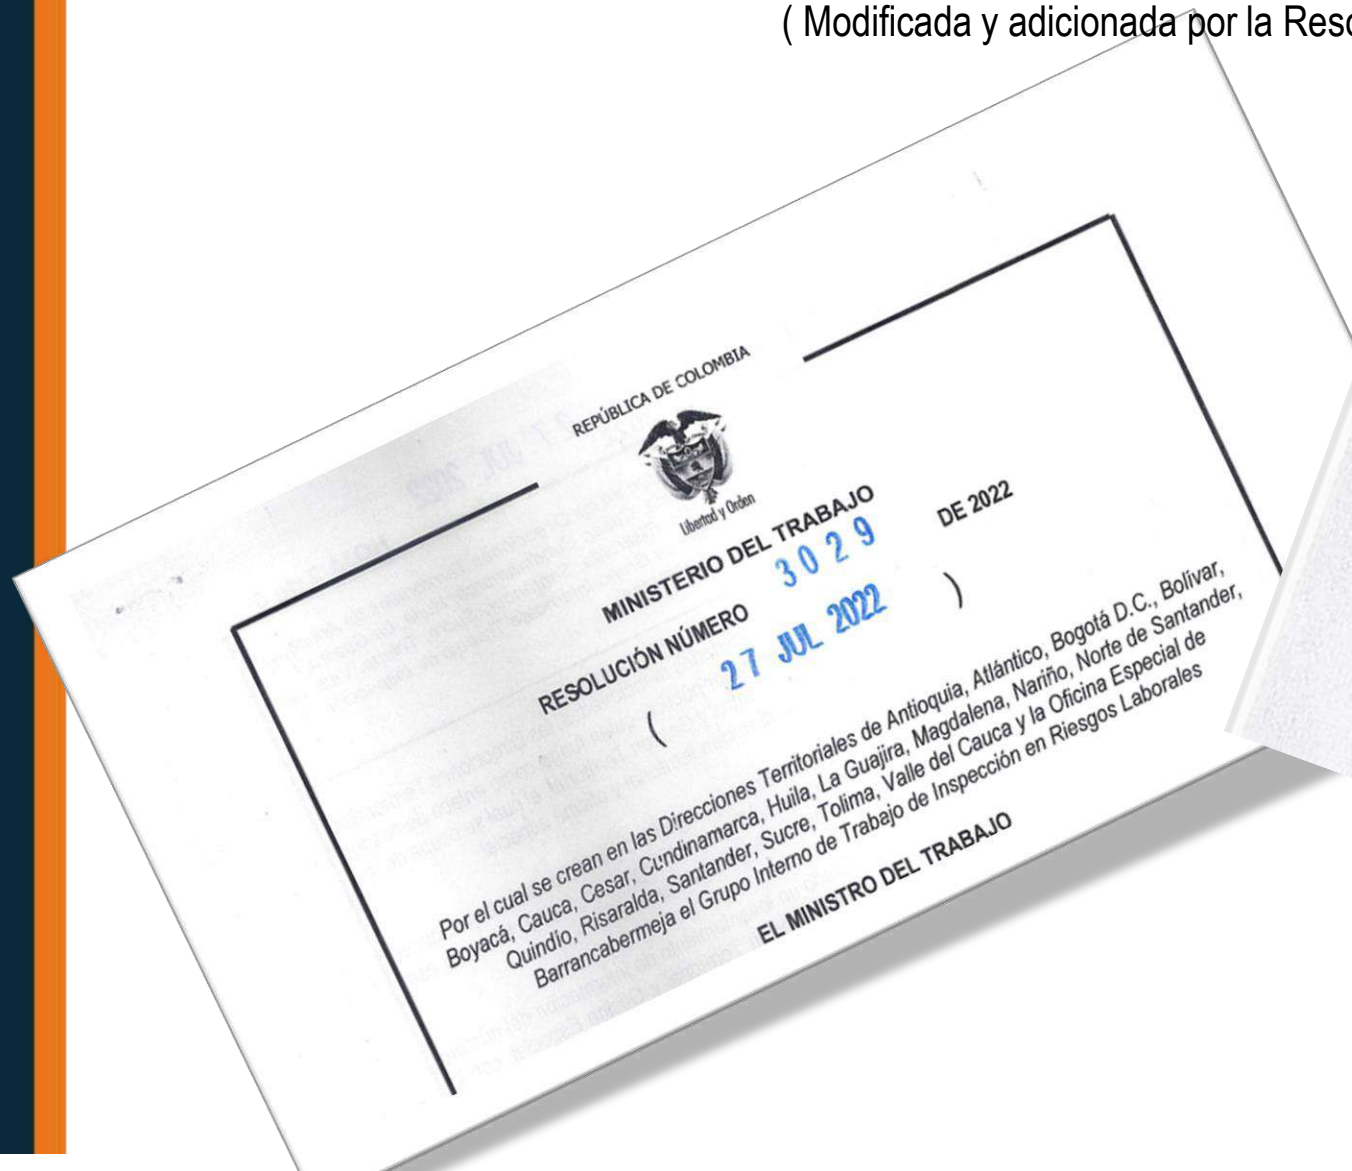 ( Modificada y adicionada por la Reso
REPÚBLICA DE COLOMBIA
Libertad y Orden
MINISTERIO DEL TRABAJO
RESOLUCIÓN NÚMERO 3029 DE 2022
( 27 JUL 2022 )
Por el cual se crean en las Direcciones Territoriales de Antioquia, Atlántico, Bogotá D.C., Bolívar,
Boyacá, Cauca, Cesar, Cundinamarca, Huila, La Guajira, Magdalena, Nariño, Norte de Santander,
Quindío, Risaralda, Santander, Sucre, Tolima, Valle del Cauca y la Oficina Especial de
Barrancabermeja el Grupo Interno de Trabajo de Inspección en Riesgos Laborales
EL MINISTRO DEL TRABAJO